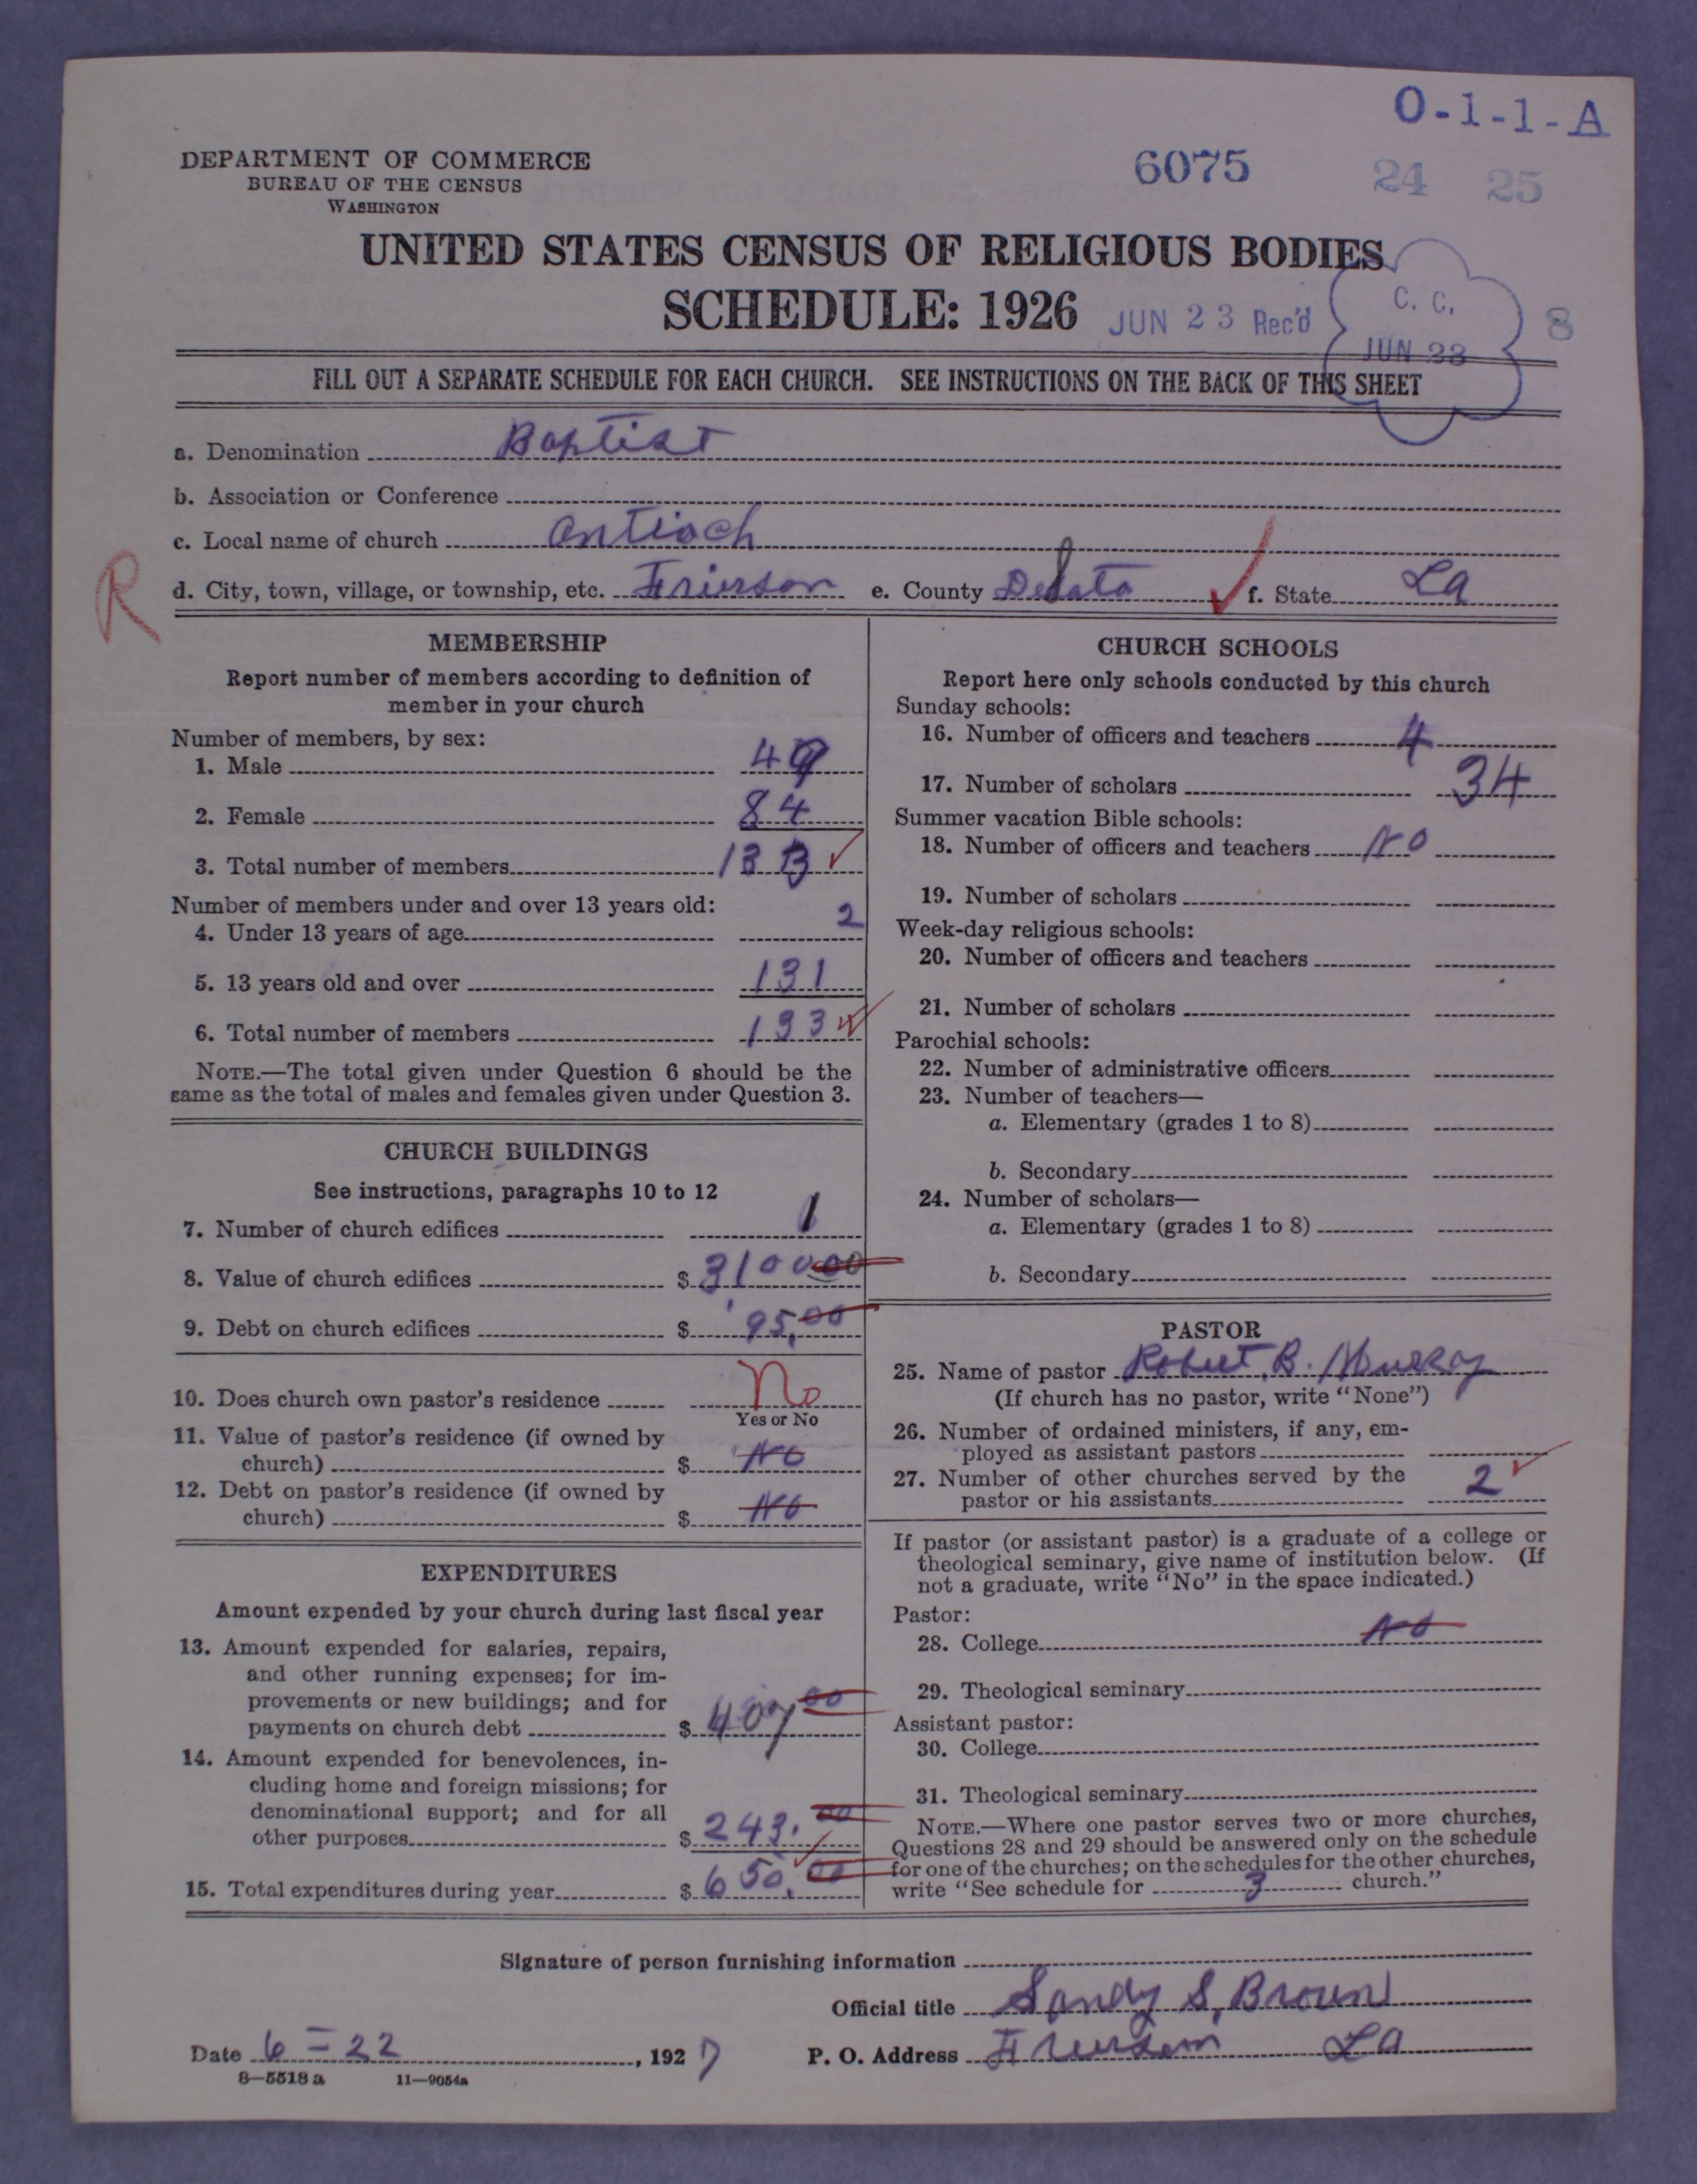 O-1-1-A
DEPARTMENT OF COMMERCE
BUREAU OF THE CENSUS
WASHINGTON
6075 24 25
UNITED STATES CENSUS OF RELIGIOUS BODIES
SCHEDULE: 1926
JUN 23 Rec'd
C. C.
JUN 23
8
FILL OUT A SEPARATE SCHEDULE FOR EACH CHURCH. SEE INSTRUCTIONS ON THE BACK OF THIS SHEET
a. Denomination Baptist
b. Association or Conference
c. Local name of church Antioch
R
d. City, town, village, or township, etc. Frierson e. County DeSoto f. State La
MEMBERSHIP
Report number of members according to definition of
member in your church
Number of members, by sex:
1. Male 49
2. Female 84
3. Total number of members 133
Number of members under and over 13 years old:
4. Under 13 years of age 2
5. 13 years old and over 131
6. Total number of members 133
NOTE.—The total given under Question 6 should be the
same as the total of males and females given under Question 3.
CHURCH BUILDINGS
See instructions, paragraphs 10 to 12
7. Number of church edifices 1
8. Value of church edifices $ 310000
9. Debt on church edifices $ 95.00
10. Does church own pastor's residence No
Yes or No
11. Value of pastor's residence (if owned by
church) $ No
12. Debt on pastor's residence (if owned by
church) $ No
EXPENDITURES
Amount expended by your church during last fiscal year
13. Amount expended for salaries, repairs,
and other running expenses; for im-
provements or new buildings; and for
payments on church debt $ 407 00
14. Amount expended for benevolences, in-
cluding home and foreign missions; for
denominational support; and for all
other purposes $ 243.00
15. Total expenditures during year $ 650.00
CHURCH SCHOOLS
Report here only schools conducted by this church
Sunday schools:
16. Number of officers and teachers 4
17. Number of scholars 34
Summer vacation Bible schools:
18. Number of officers and teachers No
19. Number of scholars
Week-day religious schools:
20. Number of officers and teachers
21. Number of scholars
Parochial schools:
22. Number of administrative officers
23. Number of teachers—
a. Elementary (grades 1 to 8)
b. Secondary
24. Number of scholars—
a. Elementary (grades 1 to 8)
b. Secondary
PASTOR
25. Name of pastor Robert B. Murray
(If church has no pastor, write "None")
26. Number of ordained ministers, if any, em-
ployed as assistant pastors
27. Number of other churches served by the
pastor or his assistants 2
If pastor (or assistant pastor) is a graduate of a college or
theological seminary, give name of institution below. (If
not a graduate, write "No" in the space indicated.)
Pastor:
28. College No
29. Theological seminary
Assistant pastor:
30. College
31. Theological seminary
NOTE.—Where one pastor serves two or more churches,
Questions 28 and 29 should be answered only on the schedule
for one of the churches; on the schedules for the other churches,
write "See schedule for 3 church."
Signature of person furnishing information
Official title Sandy S. Brown
Date 6-22, 1927 P. O. Address Frierson La
8—5518 a 11—9054a